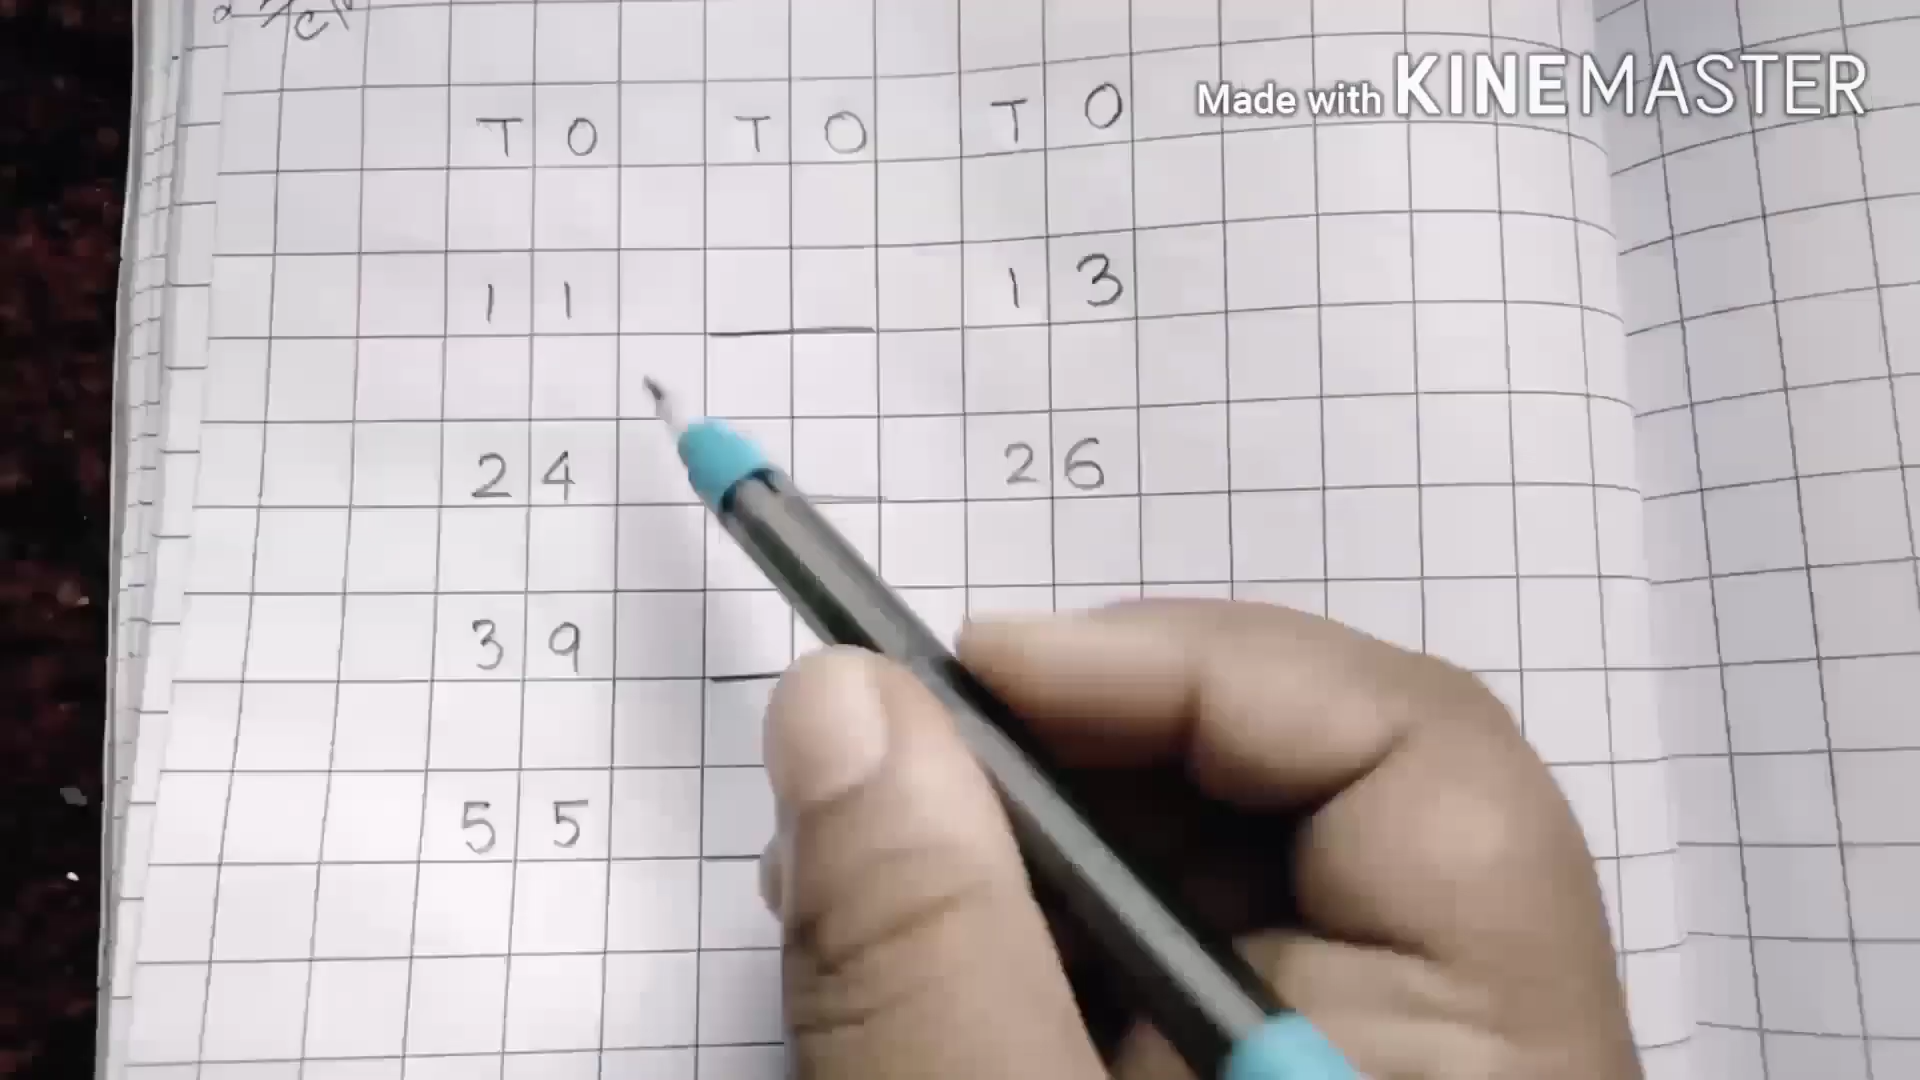 Made with KINEMASTER
T O T O T O
1 1 1 3
2 4 2 6
3 9
5 5